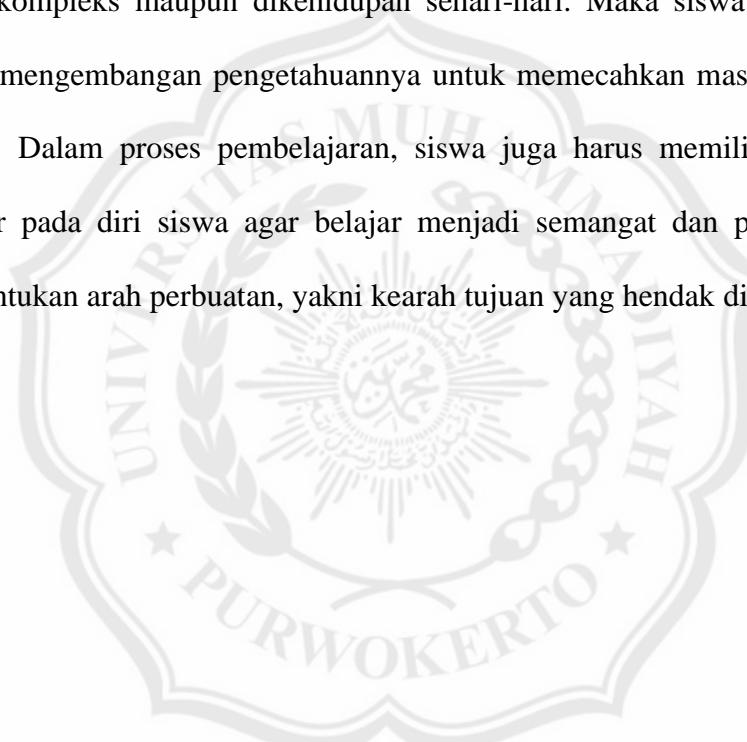 kompleks maupun dikehidupan sehari-hari. Maka siswa
mengembangan pengetahuannya untuk memecahkan mas
Dalam proses pembelajaran, siswa juga harus memili
r pada diri siswa agar belajar menjadi semangat dan p
ntukan arah perbuatan, yakni kearah tujuan yang hendak di
UNIVERSITAS MUHAMMADIYAH
PURWOKERTO